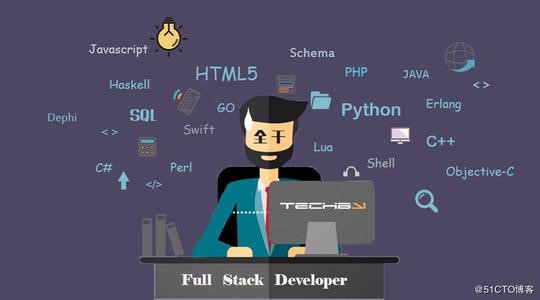 Javascript
Schema
HTML5
PHP
JAVA
Haskell
< >
Dephi
SQL
GO
Python
Erlang
Swift
全干
< >
Lua
C++
C#
Perl
Shell
Objective-C
</>
TECHBY
Full Stack Developer
@51CTO博客